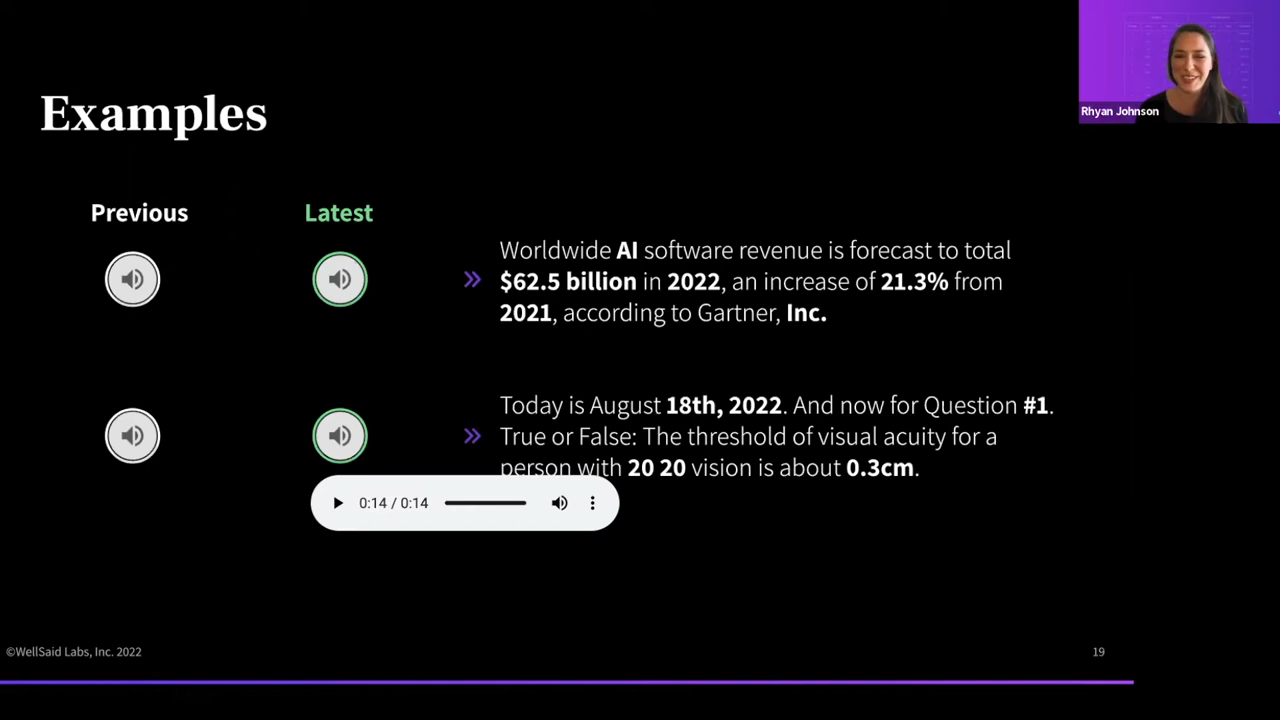 Rhyan Johnson
Examples
Previous
Latest
Worldwide AI software revenue is forecast to total
$62.5 billion in 2022, an increase of 21.3% from
2021, according to Gartner, Inc.
Today is August 18th, 2022. And now for Question #1.
True or False: The threshold of visual acuity for a
person with 20 20 vision is about 0.3cm.
0:14 / 0:14
©WellSaid Labs, Inc. 2022
19